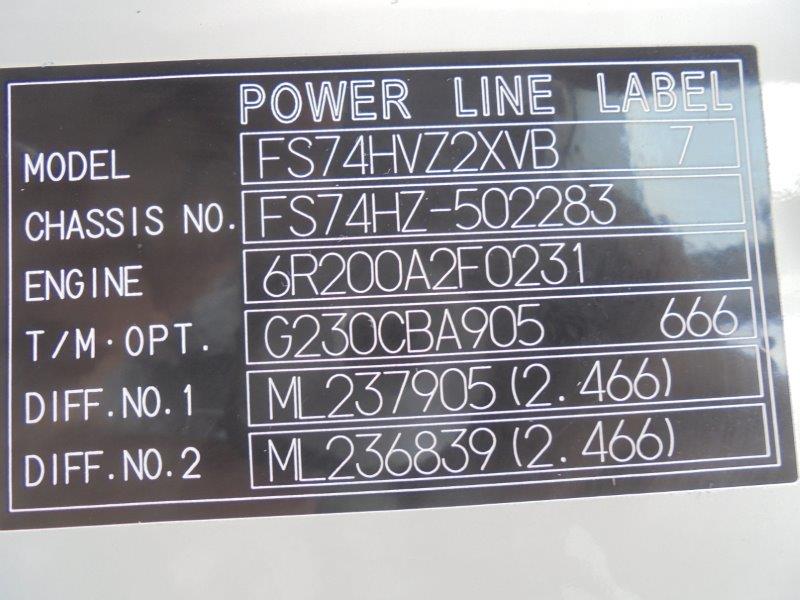 POWER LINE LABEL
MODEL FS74HVZ2XVB 7
CHASSIS NO. FS74HZ-502283
ENGINE 6R200A2F0231
T/M·OPT. G230CBA905 666
DIFF.NO.1 ML237905(2.466)
DIFF.NO.2 ML236839(2.466)